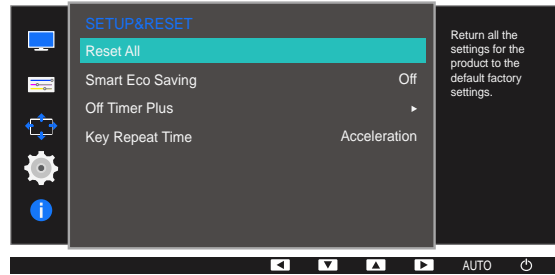 SETUP&RESET
Reset All
Smart Eco Saving Off
Off Timer Plus
Key Repeat Time Acceleration
Return all the
settings for the
product to the
default factory
settings.
AUTO